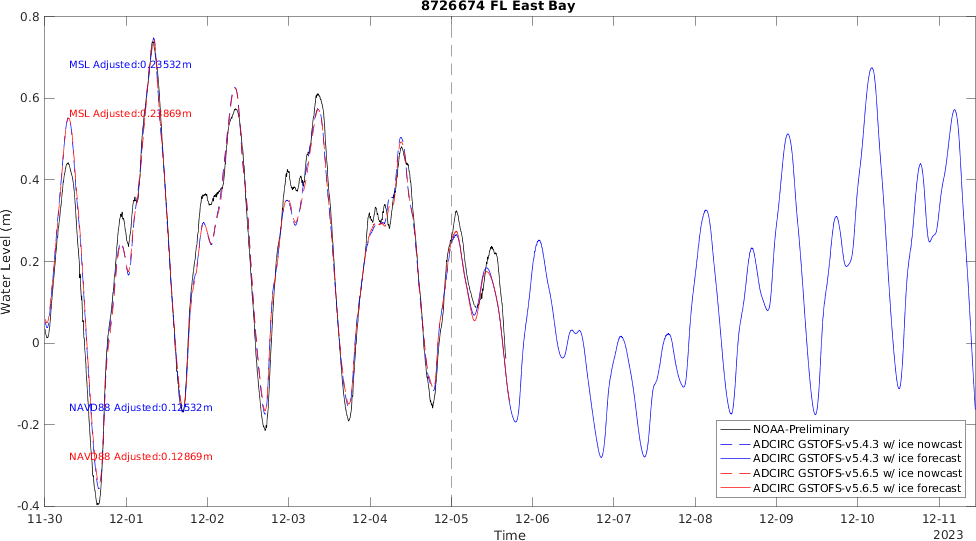 8726674 FL East Bay
0.8
0.6
0.4
0.2
0
-0.2
-0.4
Water Level (m)
MSL Adjusted:0.23532m
MSL Adjusted:0.23869m
NAVD88 Adjusted:0.12532m
NAVD88 Adjusted:0.12869m
NOAA-Preliminary
ADCIRC GSTOFS-v5.4.3 w/ ice nowcast
ADCIRC GSTOFS-v5.4.3 w/ ice forecast
ADCIRC GSTOFS-v5.6.5 w/ ice nowcast
ADCIRC GSTOFS-v5.6.5 w/ ice forecast
11-30 12-01 12-02 12-03 12-04 12-05 12-06 12-07 12-08 12-09 12-10 12-11
2023
Time